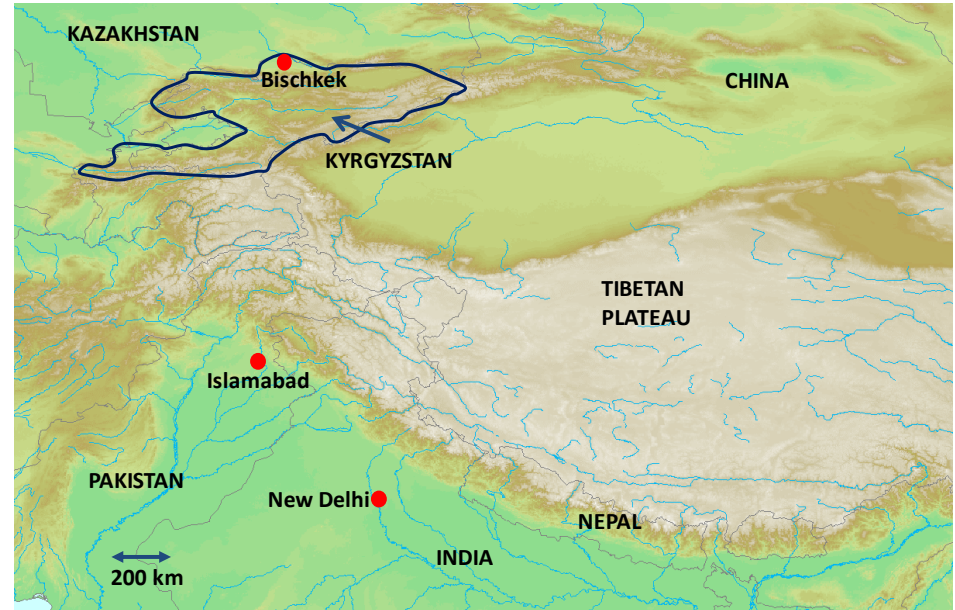 KAZAKHSTAN
Bischkek
CHINA
KYRGYZSTAN
TIBETAN
PLATEAU
Islamabad
PAKISTAN
New Delhi
NEPAL
INDIA
200 km